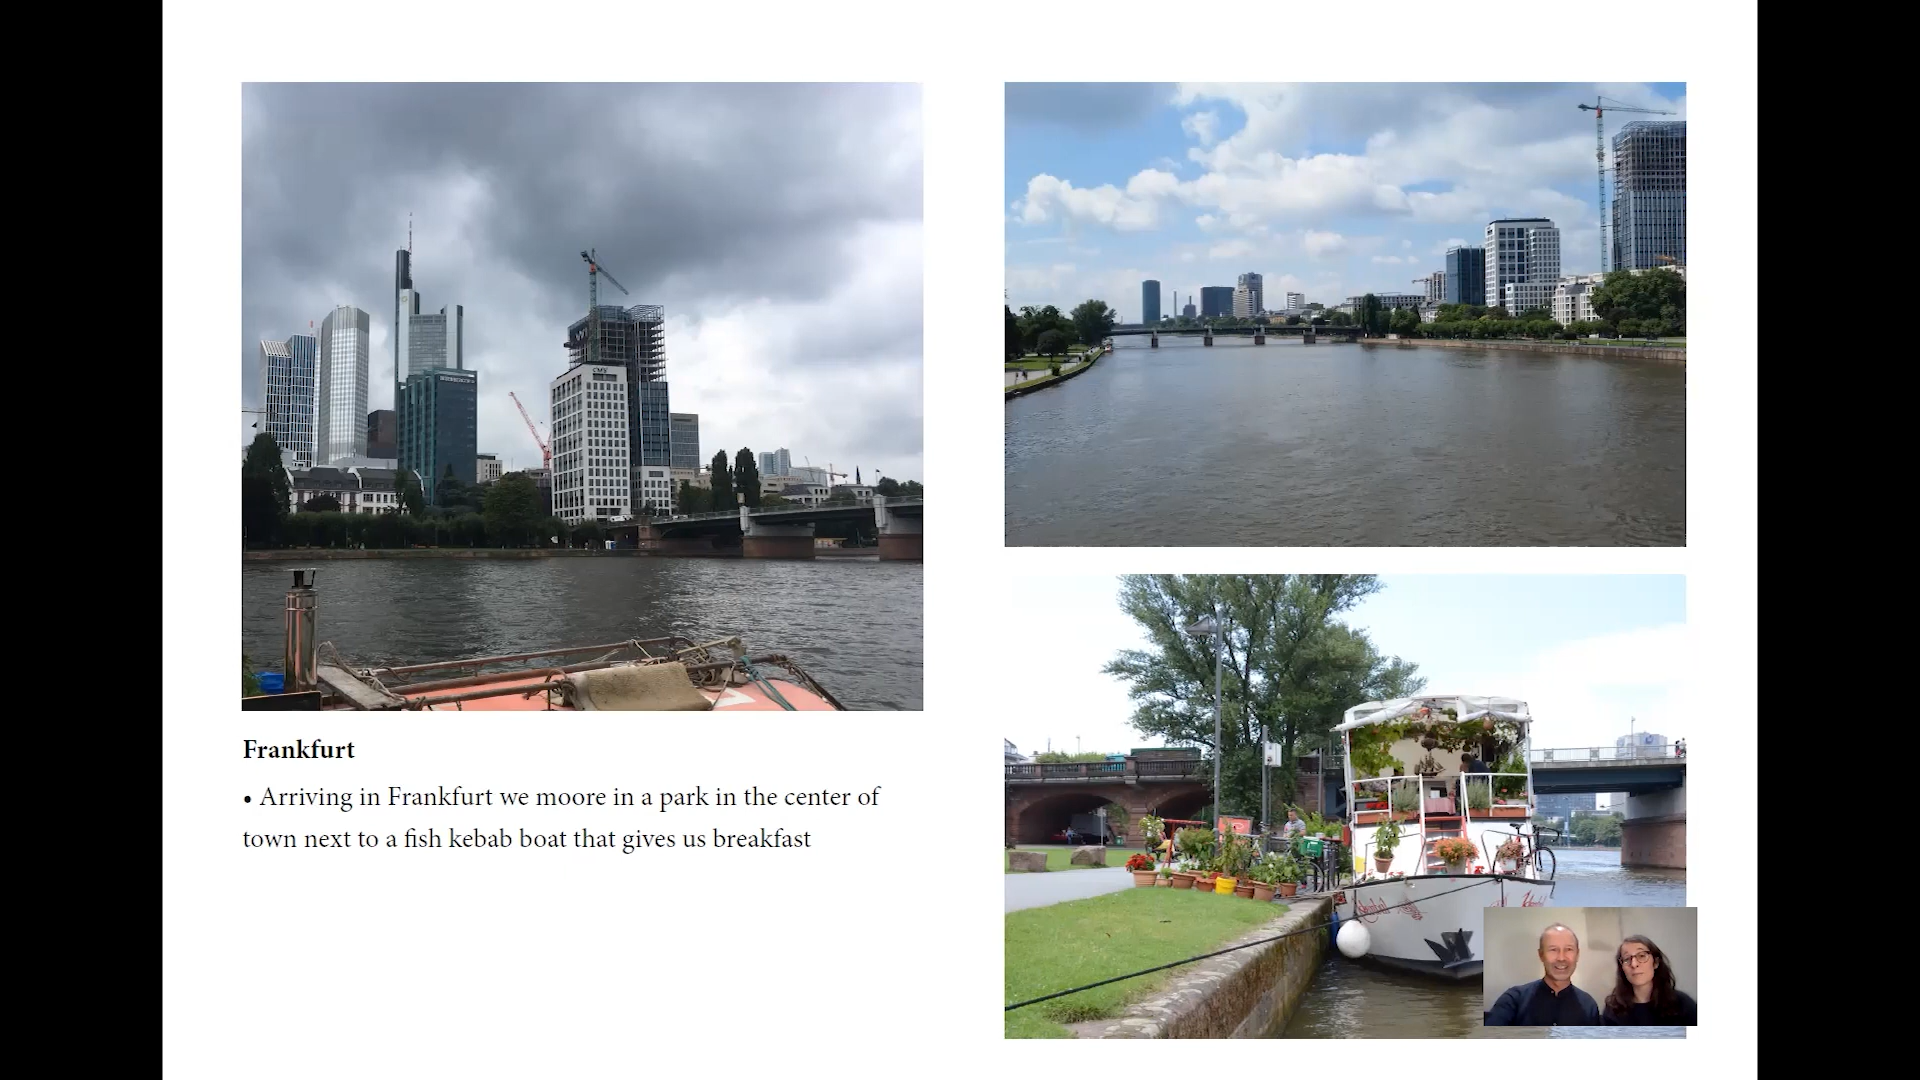 CMV
Frankfurt
• Arriving in Frankfurt we moore in a park in the center of
town next to a fish kebab boat that gives us breakfast